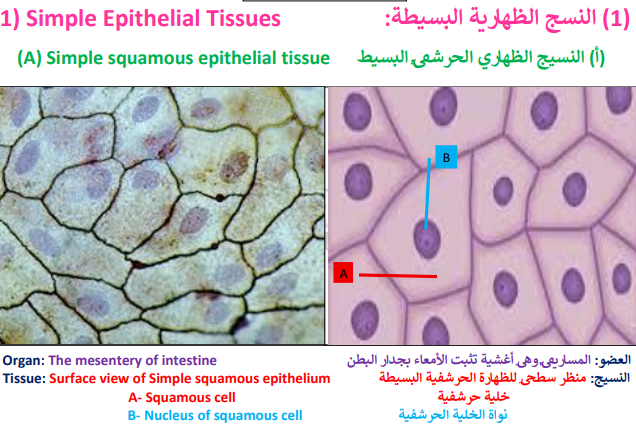 1) Simple Epithelial Tissues
(1) النسج الظهارية البسيطة:
(A) Simple squamous epithelial tissue
(أ) النسيج الظهاري الحرشفي البسيط
B
A
Organ: The mesentery of intestine
العضو: المساريقي وهي أغشية تثبت الأمعاء بجدار البطن
Tissue: Surface view of Simple squamous epithelium
النسيج: منظر سطحي للظهارة الحرشفية البسيطة
A- Squamous cell
خلية حرشفية
B- Nucleus of squamous cell
نواة الخلية الحرشفية